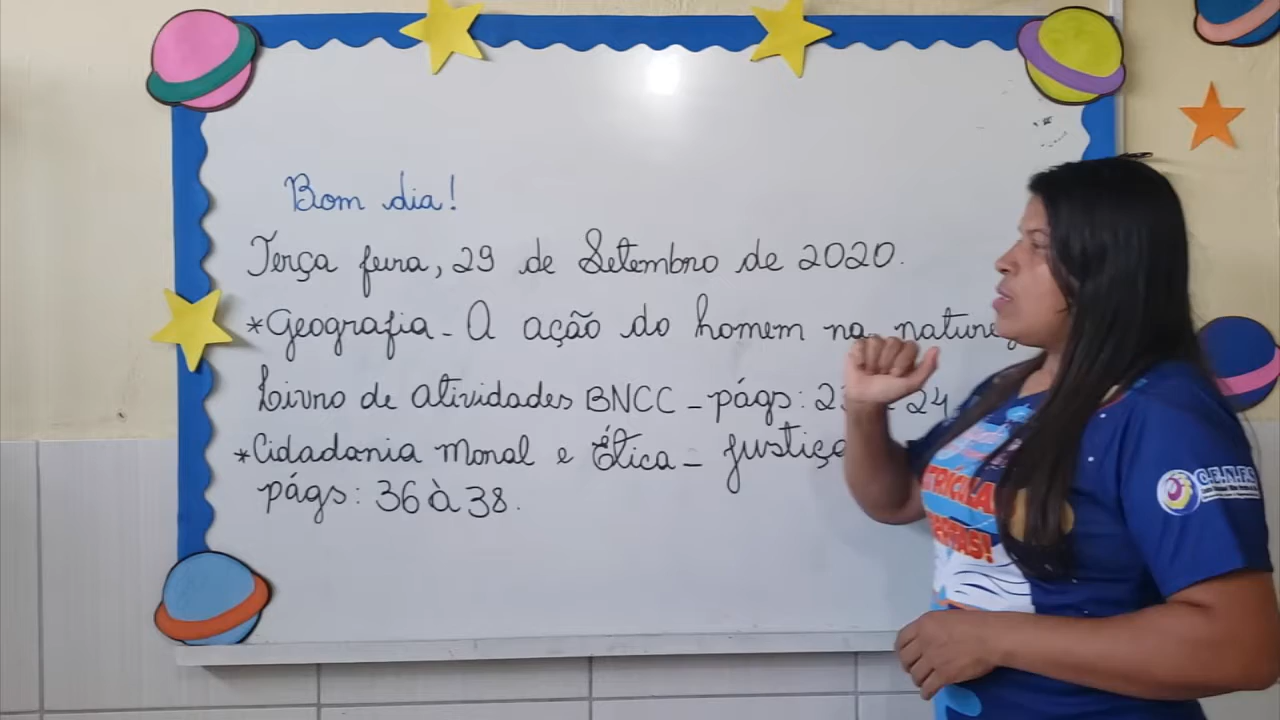 Bom dia!
Terça feira, 29 de Setembro de 2020.
*Geografia - A ação do homem na
Livro de atividades BNCC - págs: 24
*Cidadania moral e Ética - justiça
págs: 36 à 38.
C.E.N.F.S